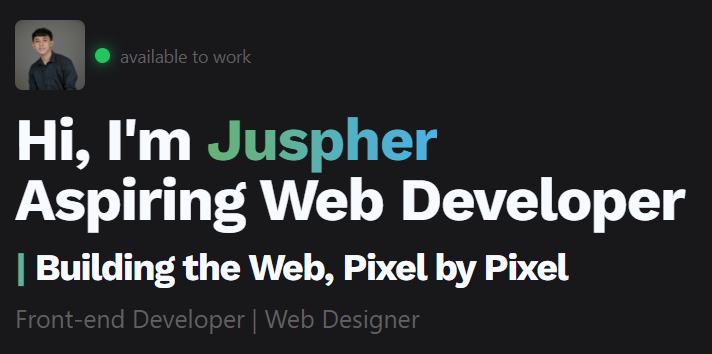 available to work
Hi, I'm Juspher
Aspiring Web Developer
| Building the Web, Pixel by Pixel
Front-end Developer | Web Designer